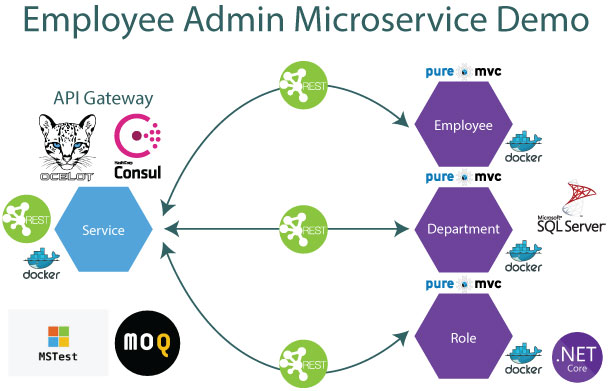 Employee Admin Microservice Demo
API Gateway
OCELOT
HashiCorp
Consul
REST
Service
docker
MSTest
MOQ
REST
REST
REST
pure mvc
Employee
docker
pure mvc
Department
docker
Microsoft
SQL Server
pure mvc
Role
docker
.NET
Core